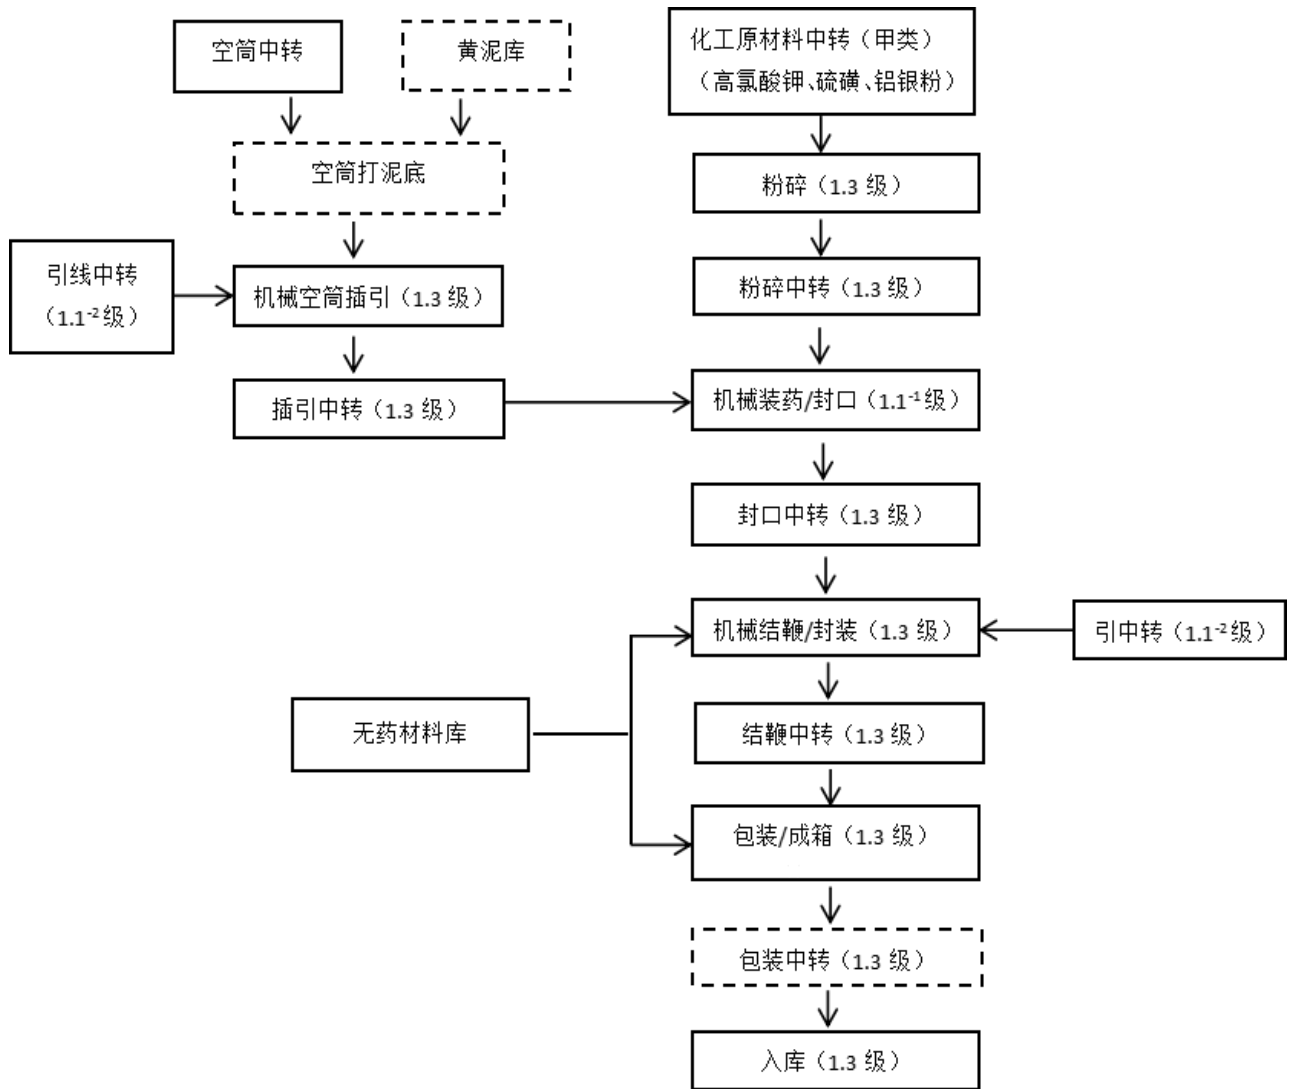 空筒中转
黄泥库
化工原材料中转（甲类）
（高氯酸钾、硫磺、铝银粉）
空筒打泥底
粉碎（1.3 级）
引线中转
（1.1⁻²级）
机械空筒插引（1.3 级）
粉碎中转（1.3 级）
插引中转（1.3 级）
机械装药/封口（1.1⁻¹级）
封口中转（1.3 级）
机械结鞭/封装（1.3 级）
引中转（1.1⁻²级）
无药材料库
结鞭中转（1.3 级）
包装/成箱（1.3 级）
包装中转（1.3 级）
入库（1.3 级）